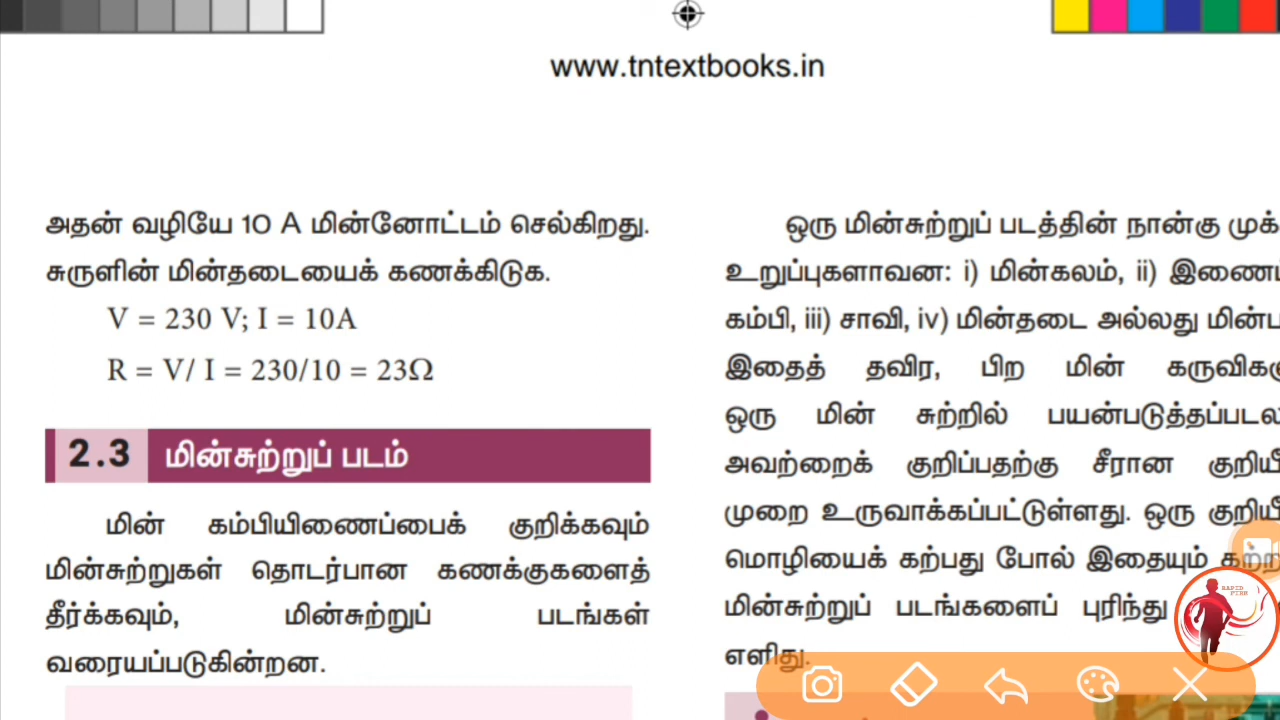 www.tntextbooks.in
அதன் வழியே 10 A மின்னோட்டம் செல்கிறது.
சுருளின் மின்தடையைக் கணக்கிடுக.
V = 230 V; I = 10A
R = V/ I = 230/10 = 23Ω
2.3 மின்சுற்றுப் படம்
மின் கம்பியிணைப்பைக் குறிக்கவும்
மின்சுற்றுகள் தொடர்பான கணக்குகளைத்
தீர்க்கவும், மின்சுற்றுப் படங்கள்
வரையப்படுகின்றன.
ஒரு மின்சுற்றுப் படத்தின் நான்கு
உறுப்புகளாவன: i) மின்கலம், ii)
கம்பி, iii) சாவி, iv) மின்தடை அல்லது
இதைத் தவிர, பிற மின்
ஒரு மின் சுற்றில்
அவற்றைக் குறிப்பதற்கு சீரான
முறை உருவாக்கப்பட்டுள்ளது. ஒரு
மொழியைக் கற்பது போல் இதையும்
மின்சுற்றுப் படங்களைப் புரிந்து
எளிது.
RAPID